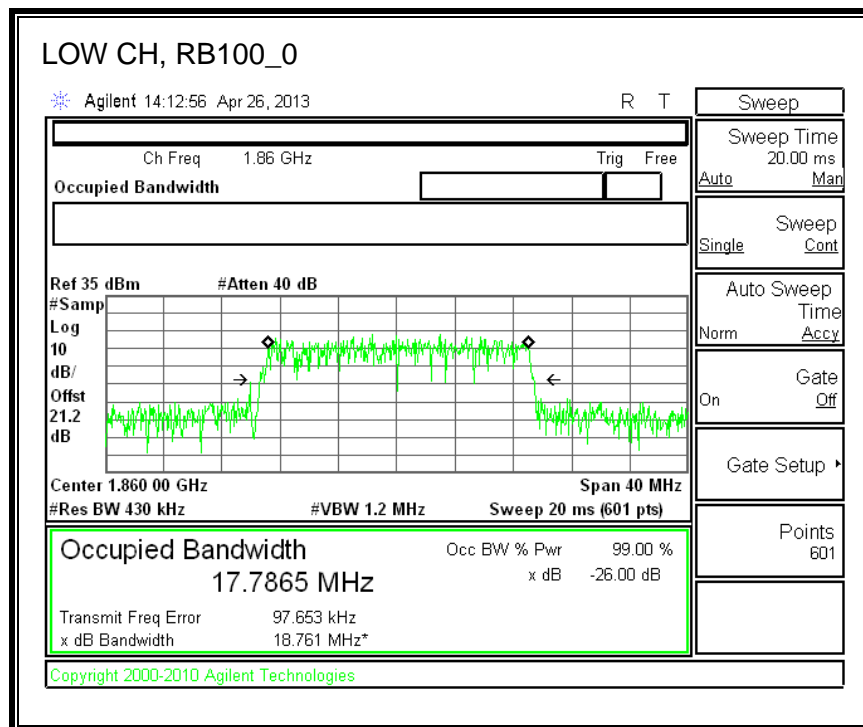 LOW CH, RB100_0
Agilent 14:12:56 Apr 26, 2013 R T
Ch Freq 1.86 GHz Trig Free
Occupied Bandwidth
Ref 35 dBm #Atten 40 dB
#Samp
Log
10
dB/
Offst
21.2
dB
Center 1.860 00 GHz Span 40 MHz
#Res BW 430 kHz #VBW 1.2 MHz Sweep 20 ms (601 pts)
Occupied Bandwidth Occ BW % Pwr 99.00 %
17.7865 MHz x dB -26.00 dB
Transmit Freq Error 97.653 kHz
x dB Bandwidth 18.761 MHz*
Copyright 2000-2010 Agilent Technologies
Sweep
Sweep Time
20.00 ms
Auto Man
Sweep
Single Cont
Auto Sweep
Time
Norm Accy
Gate
On Off
Gate Setup
Points
601